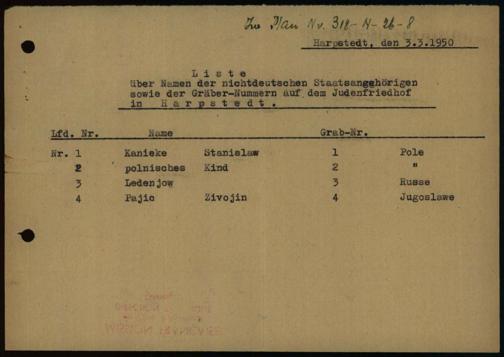 Zu Plan Nr. 318-H-26-8
Harpstedt, den 3.3.1950
Liste
über Namen der nichtdeutschen Staatsangehörigen
sowie der Gräber-Nummern auf dem Judenfriedhof
in Harpstedt.
Lfd. Nr. Name Grab-Nr.
Nr. 1 Kanieke Stanislaw 1 Pole
2 polnisches Kind 2 "
3 Ledenjow 3 Russe
4 Pajic Zivojin 4 Jugoslawe